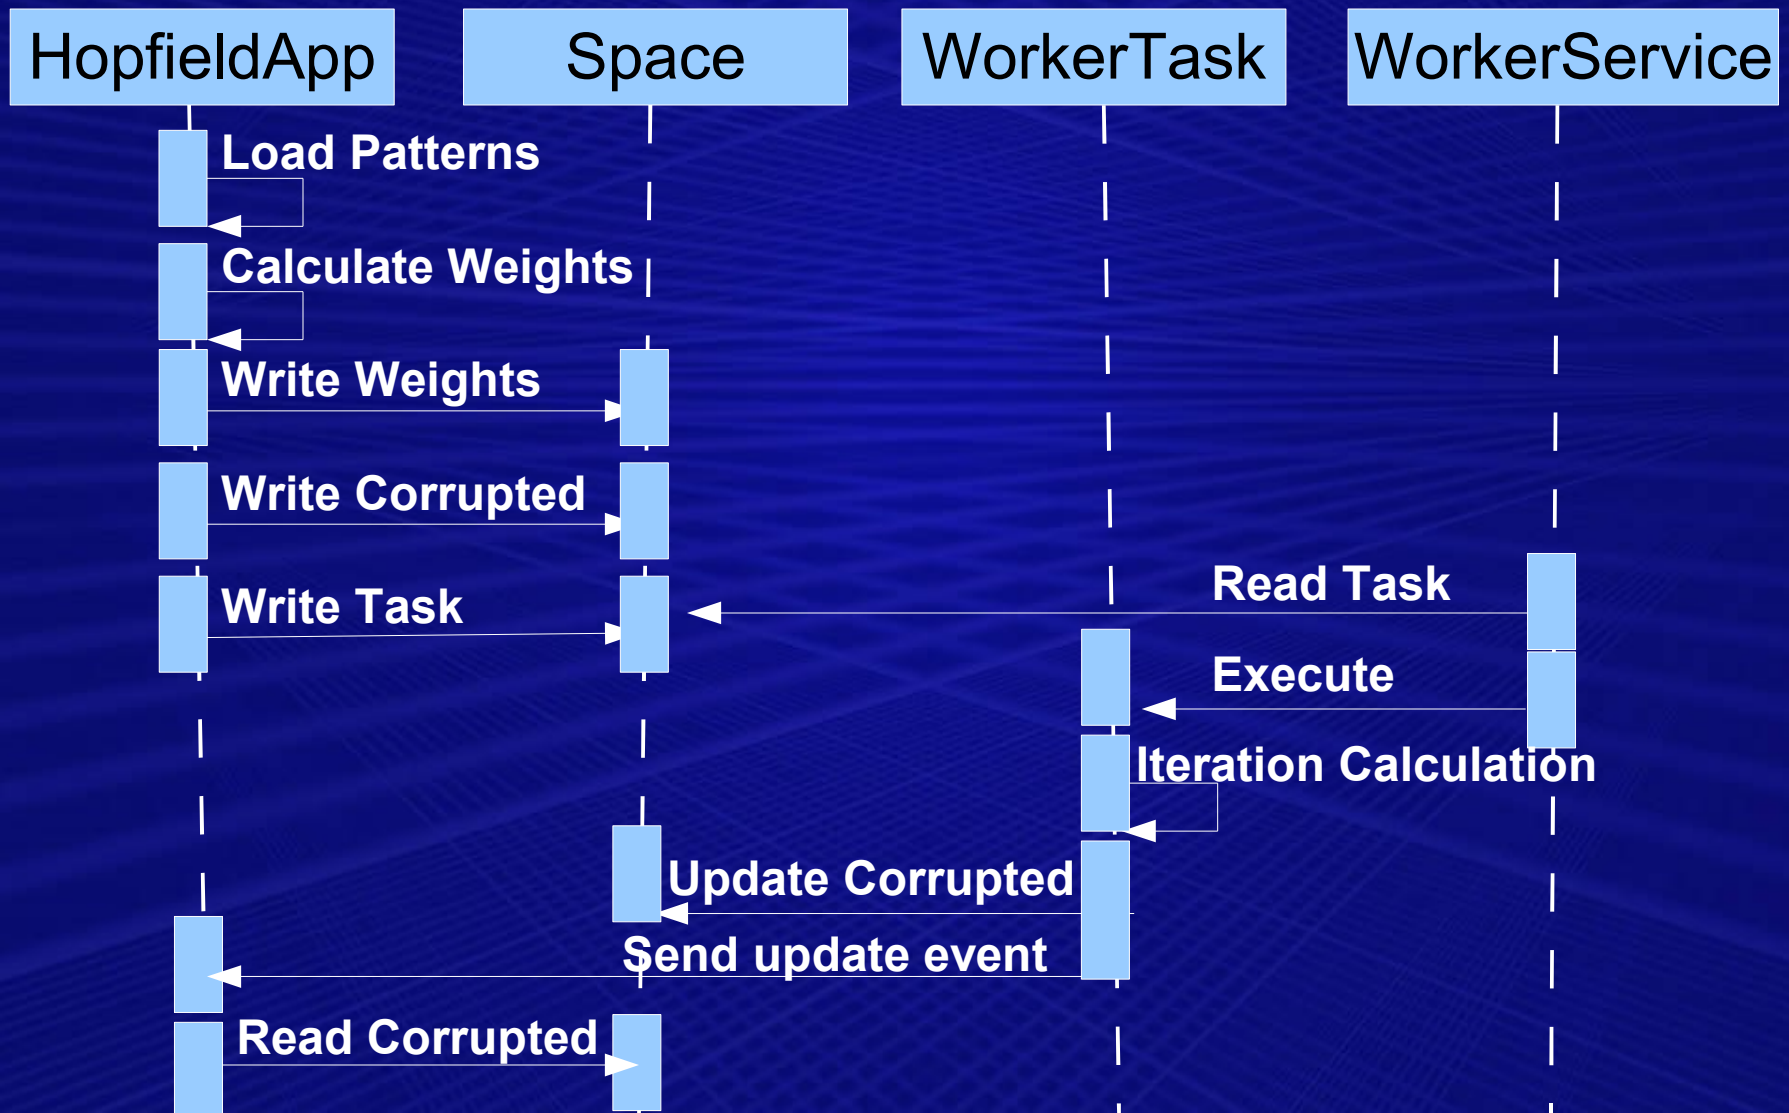 HopfieldApp
Space
WorkerTask
WorkerService
Load Patterns
Calculate Weights
Write Weights
Write Corrupted
Write Task
Read Task
Execute
Iteration Calculation
Update Corrupted
Send update event
Read Corrupted